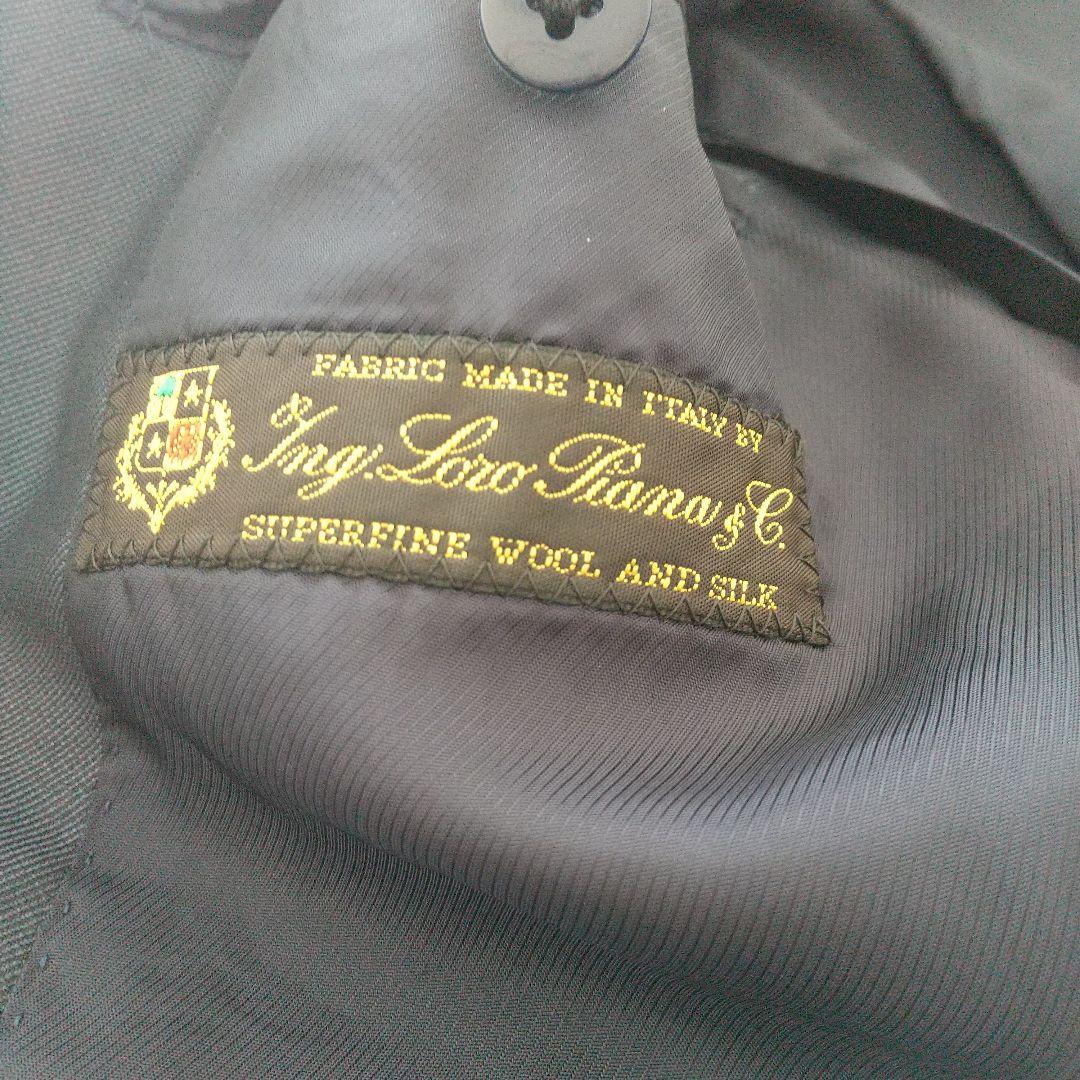 FABRIC MADE IN ITALY BY
Ing. Loro Piana & C.
SUPERFINE WOOL AND SILK